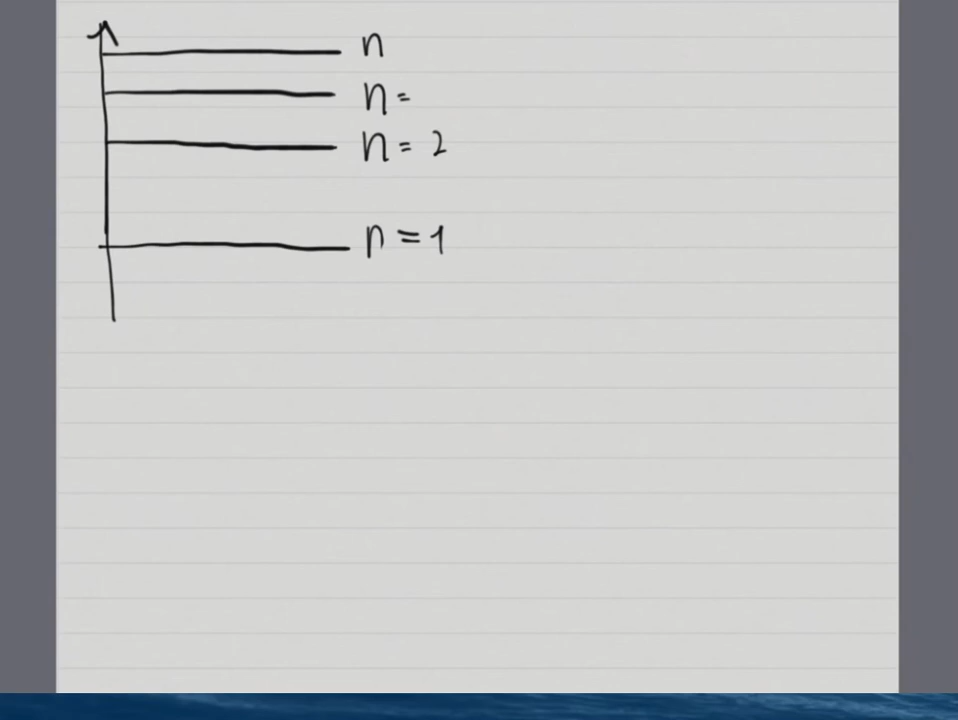 n
n =
n = 2
n = 1